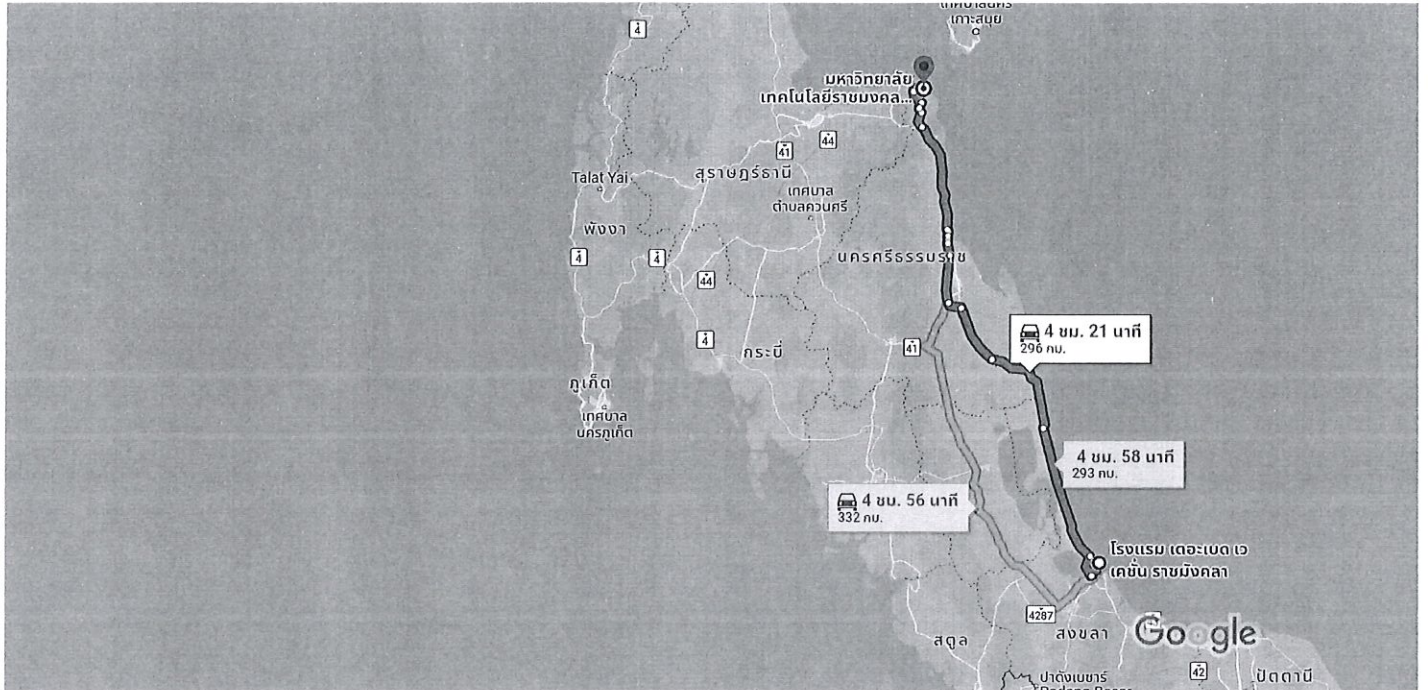 เกาะสมุย
4
มหาวิทยาลัย
เทคโนโลยีราชมงคล...
44
41
สุราษฎร์ธานี
Talat Yai
เทศบาล
ตำบลควนศรี
พังงา
4
4
44
นครศรีธรรมราช
4
กระบี่
41
4 ชม. 21 นาที
296 กม.
ภูเก็ต
เทศบาล
นครภูเก็ต
4 ชม. 58 นาที
293 กม.
4 ชม. 56 นาที
332 กม.
โรงแรม เดอะเบด เว
เคชั่น ราชมังคลา
4287
สงขลา
Google
สตูล
42
ปัตตานี
ปาดังเบซาร์